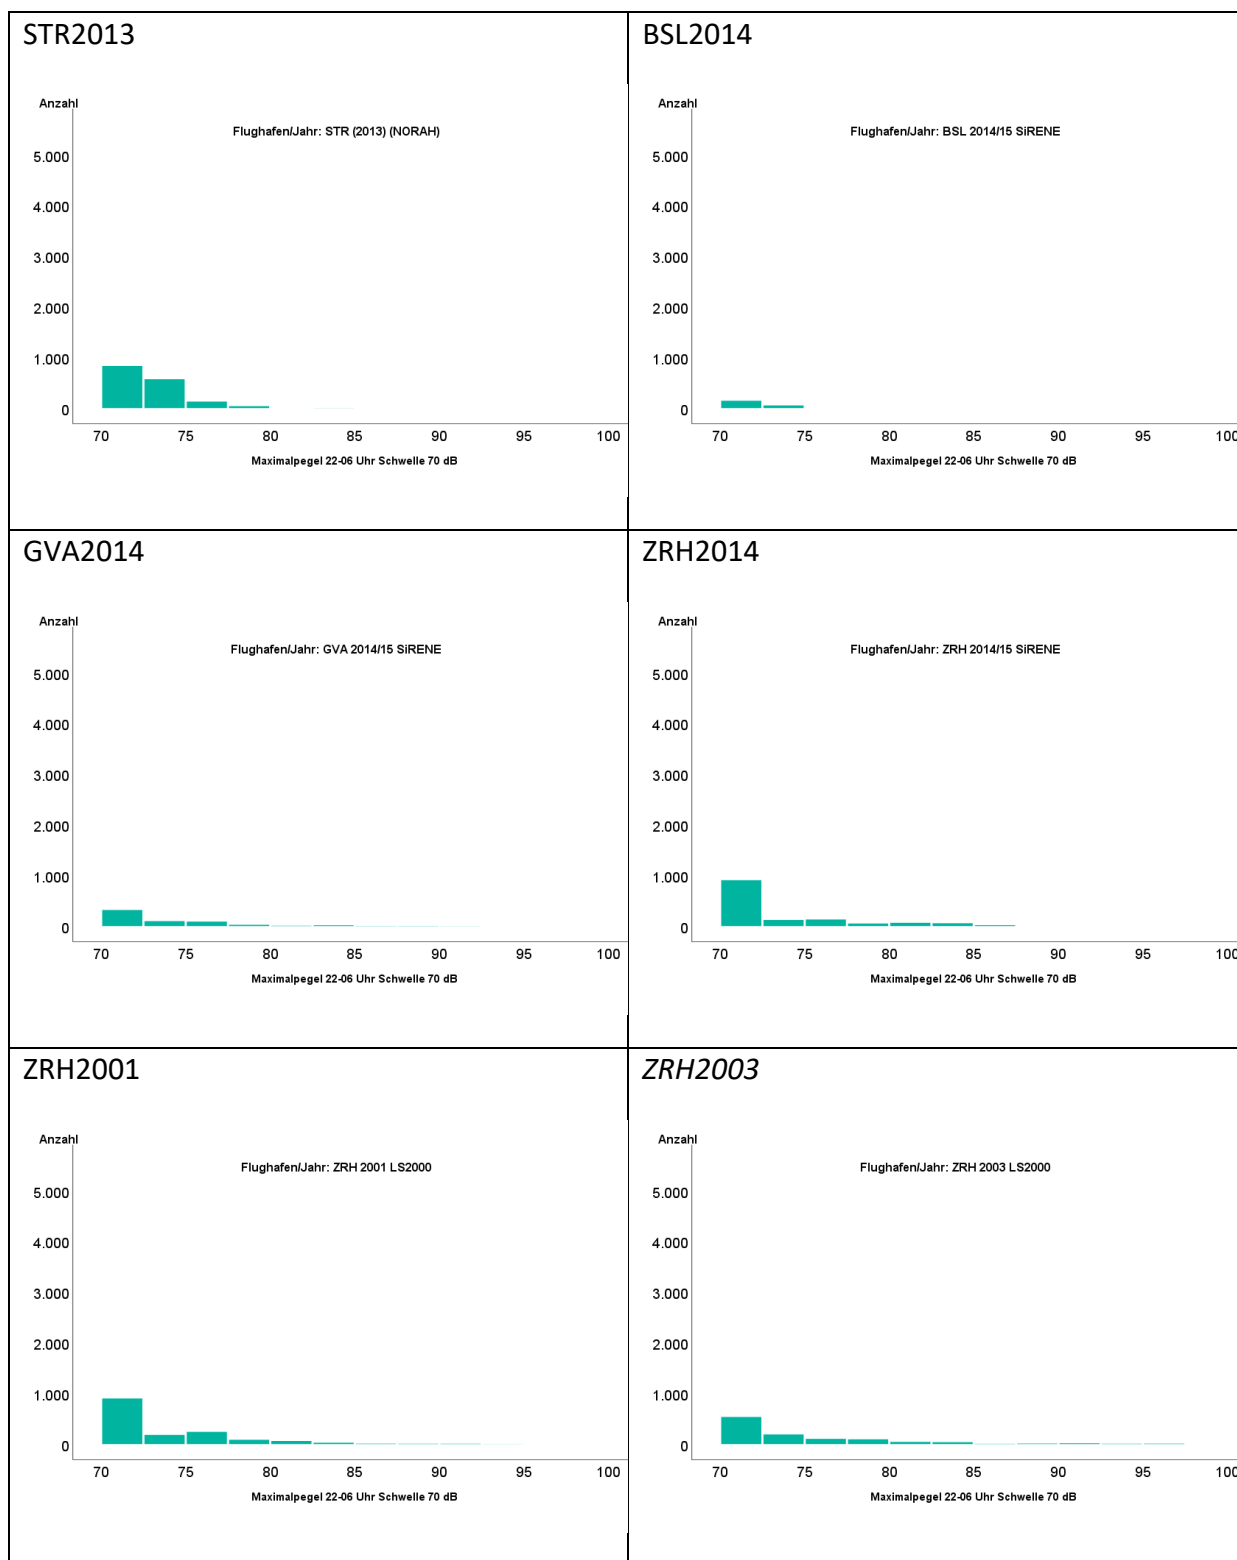 STR2013
Anzahl
Flughafen/Jahr: STR (2013) (NORAH)
5.000
4.000
3.000
2.000
1.000
0
70 75 80 85 90 95 100
Maximalpegel 22-06 Uhr Schwelle 70 dB
BSL2014
Anzahl
Flughafen/Jahr: BSL 2014/15 SiRENE
5.000
4.000
3.000
2.000
1.000
0
70 75 80 85 90 95 100
Maximalpegel 22-06 Uhr Schwelle 70 dB
GVA2014
Anzahl
Flughafen/Jahr: GVA 2014/15 SiRENE
5.000
4.000
3.000
2.000
1.000
0
70 75 80 85 90 95 100
Maximalpegel 22-06 Uhr Schwelle 70 dB
ZRH2014
Anzahl
Flughafen/Jahr: ZRH 2014/15 SiRENE
5.000
4.000
3.000
2.000
1.000
0
70 75 80 85 90 95 100
Maximalpegel 22-06 Uhr Schwelle 70 dB
ZRH2001
Anzahl
Flughafen/Jahr: ZRH 2001 LS2000
5.000
4.000
3.000
2.000
1.000
0
70 75 80 85 90 95 100
Maximalpegel 22-06 Uhr Schwelle 70 dB
ZRH2003
Anzahl
Flughafen/Jahr: ZRH 2003 LS2000
5.000
4.000
3.000
2.000
1.000
0
70 75 80 85 90 95 100
Maximalpegel 22-06 Uhr Schwelle 70 dB